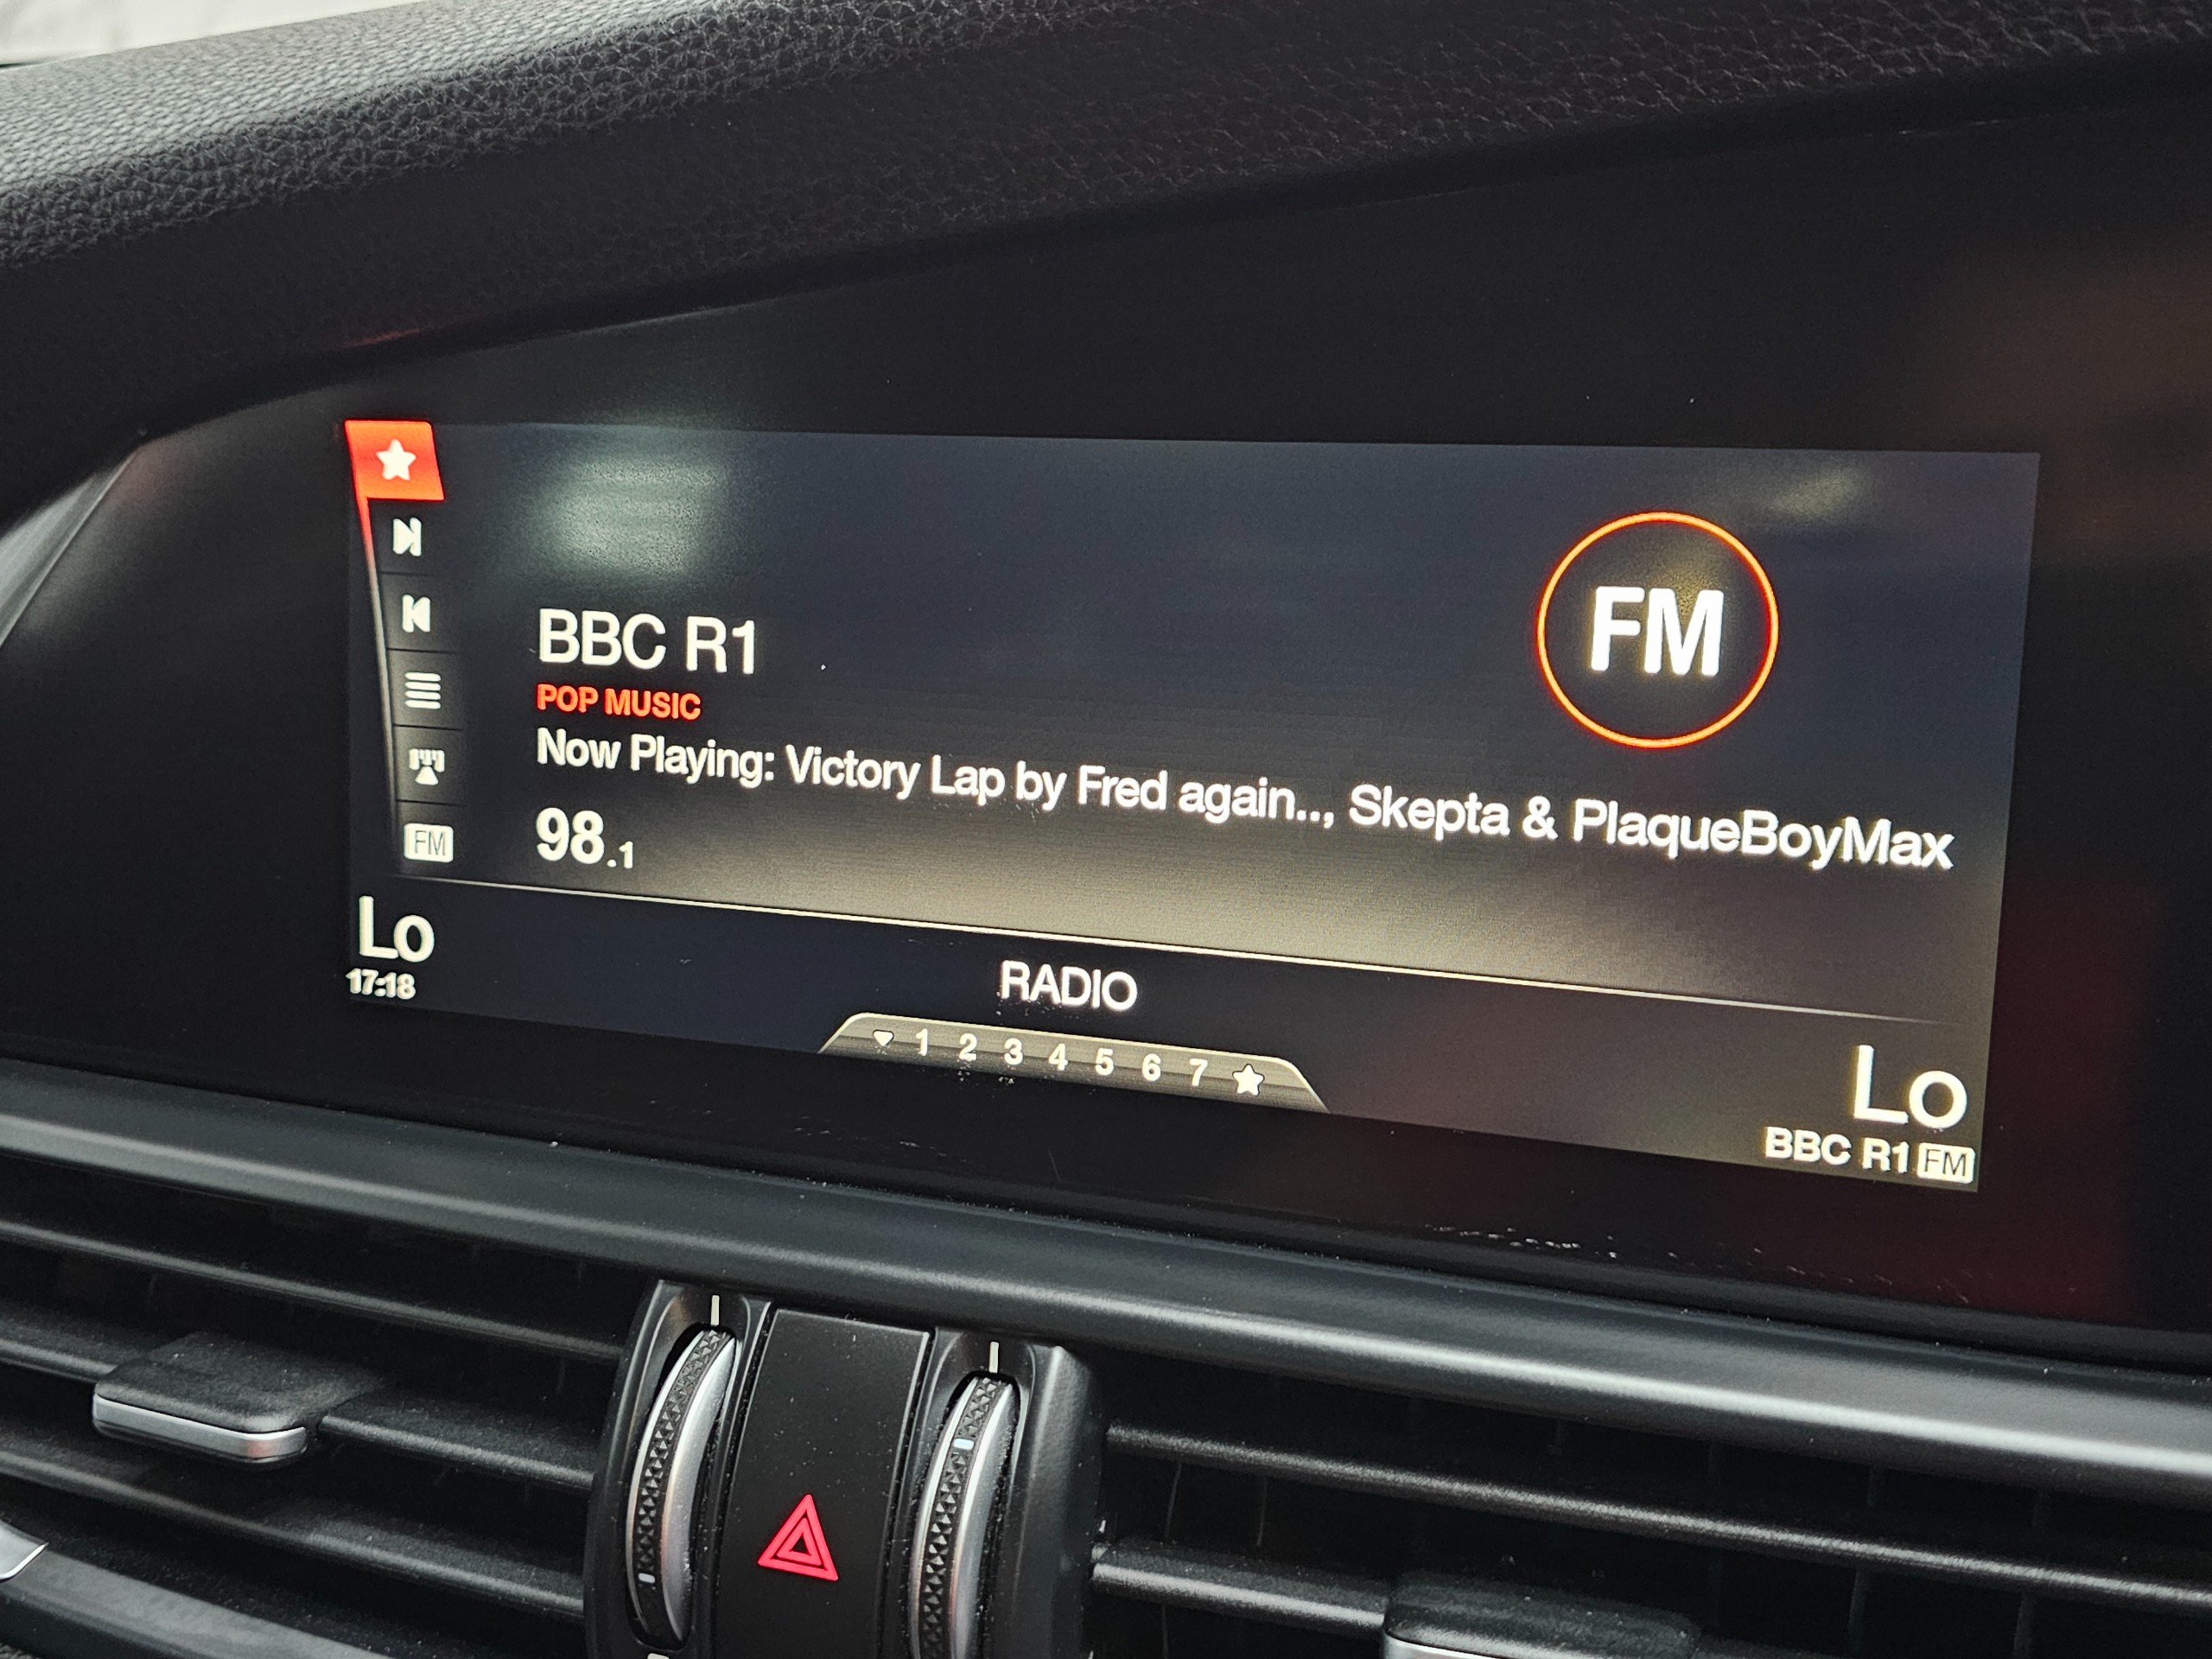 BBC R1
FM
POP MUSIC
Now Playing: Victory Lap by Fred again.., Skepta & PlaqueBoyMax
98.1
FM
Lo
17:18
RADIO
1 2 3 4 5 6 7
Lo
BBC R1 FM